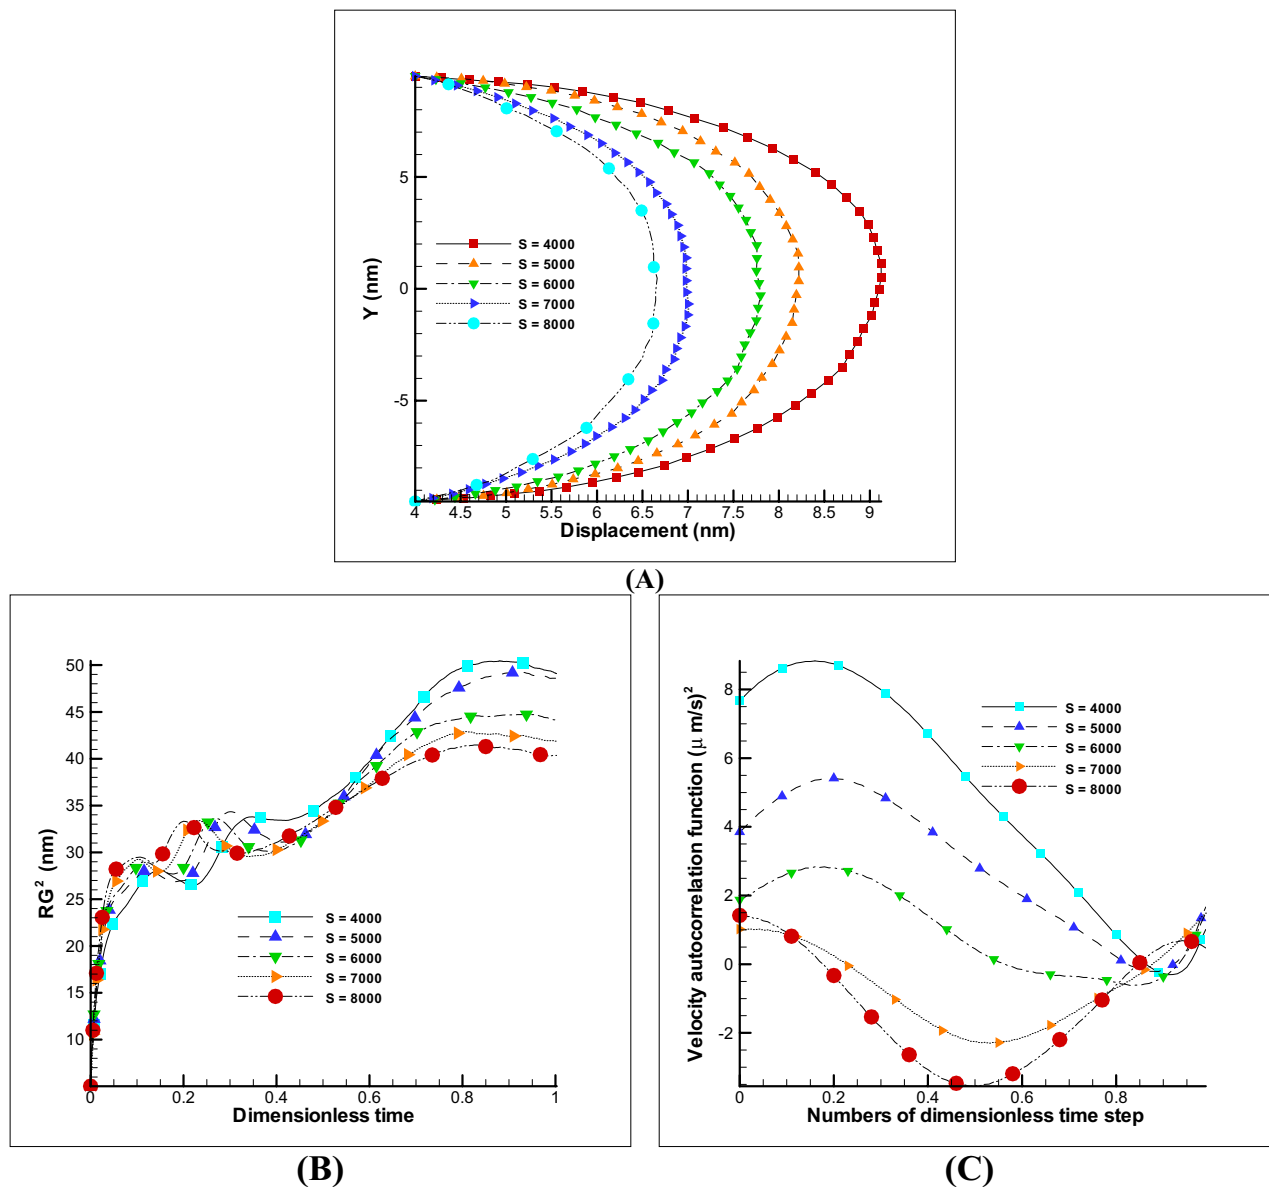 Y (nm)
5
0
-5
S = 4000
S = 5000
S = 6000
S = 7000
S = 8000
4 4.5 5 5.5 6 6.5 7 7.5 8 8.5 9
Displacement (nm)
(A)
RG² (nm)
50
45
40
35
30
25
20
15
10
S = 4000
S = 5000
S = 6000
S = 7000
S = 8000
0 0.2 0.4 0.6 0.8 1
Dimensionless time
(B)
Velocity autocorrelation function (μ m/s)²
8
6
4
2
0
-2
S = 4000
S = 5000
S = 6000
S = 7000
S = 8000
0 0.2 0.4 0.6 0.8
Numbers of dimensionless time step
(C)